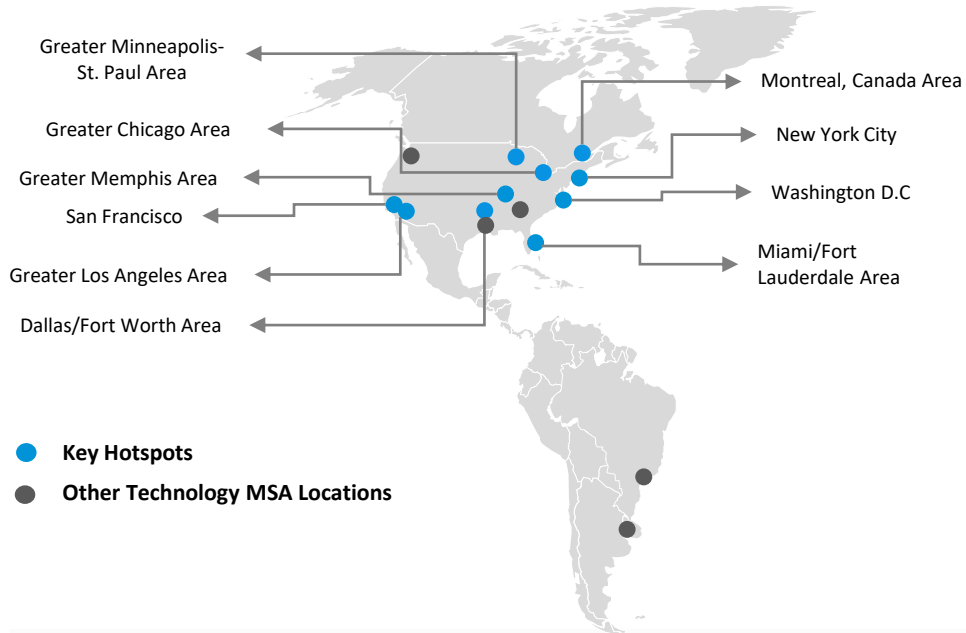 Greater Minneapolis-
St. Paul Area
Greater Chicago Area
Greater Memphis Area
San Francisco
Greater Los Angeles Area
Dallas/Fort Worth Area
Montreal, Canada Area
New York City
Washington D.C
Miami/Fort
Lauderdale Area
Key Hotspots
Other Technology MSA Locations